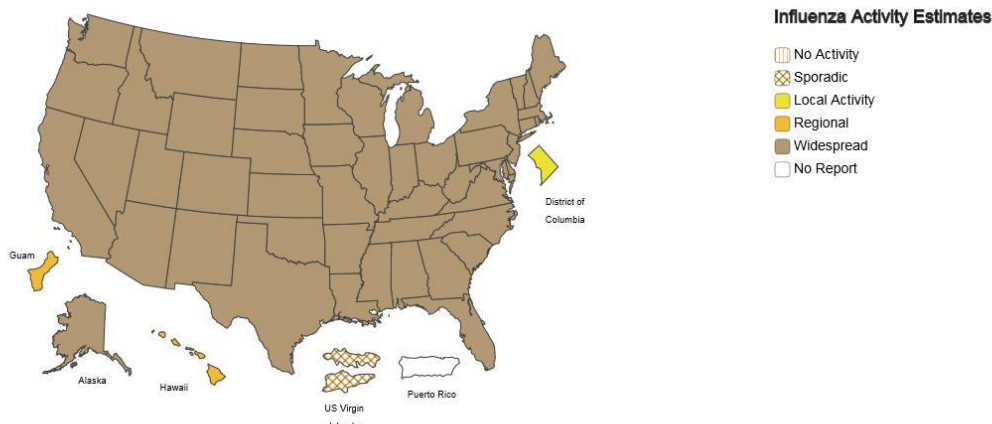 Influenza Activity Estimates
No Activity
Sporadic
Local Activity
Regional
Widespread
No Report
District of
Columbia
Guam
Alaska
Hawaii
US Virgin
Puerto Rico